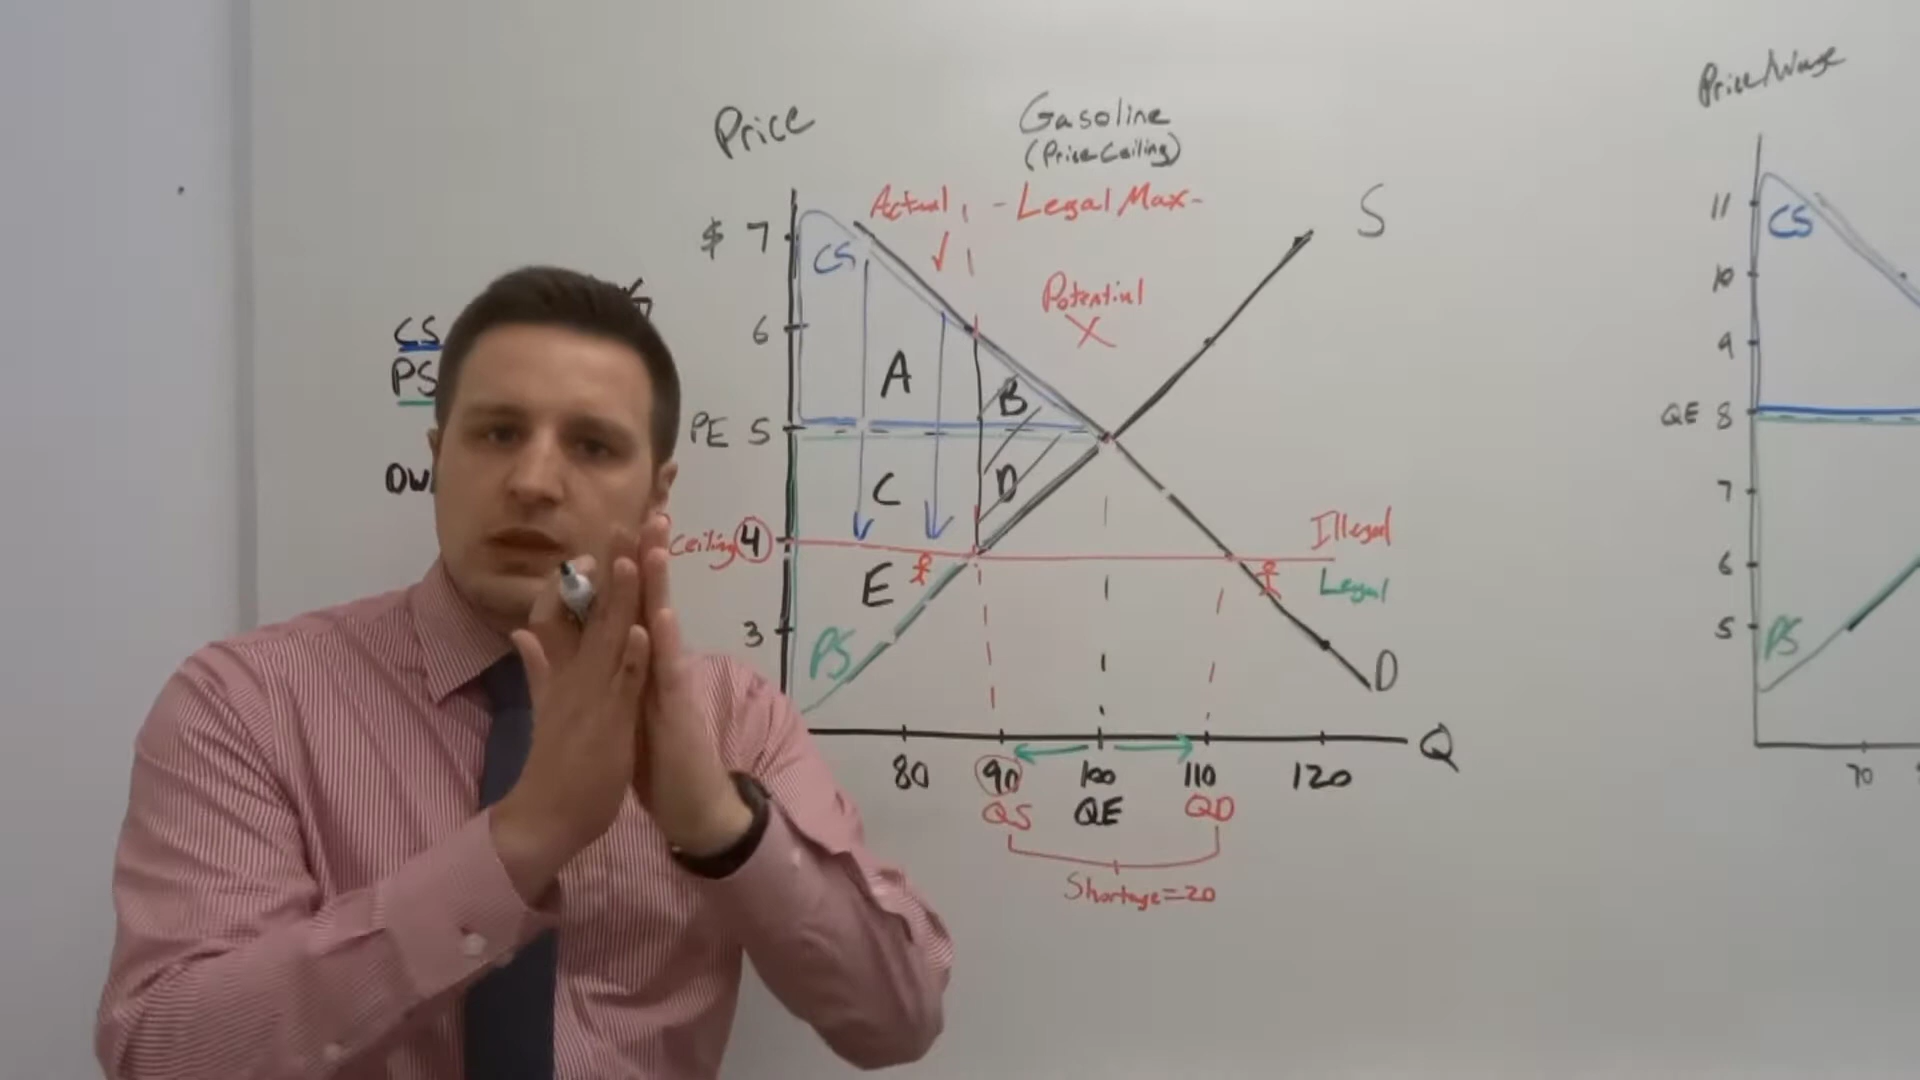 Price
Gasoline
(Price Ceiling)
Actual - Legal Max-
S
$ 7
CS
Potential
X
6
A
B
PE 5
C
D
Ceiling 4
Illegal
Legal
E
3
PS
D
Q
80 90 100 110 120
QS QE QD
Shortage=20
CS
PS
Price/Wage
11
CS
10
9
QE 8
7
6
5
PS
70